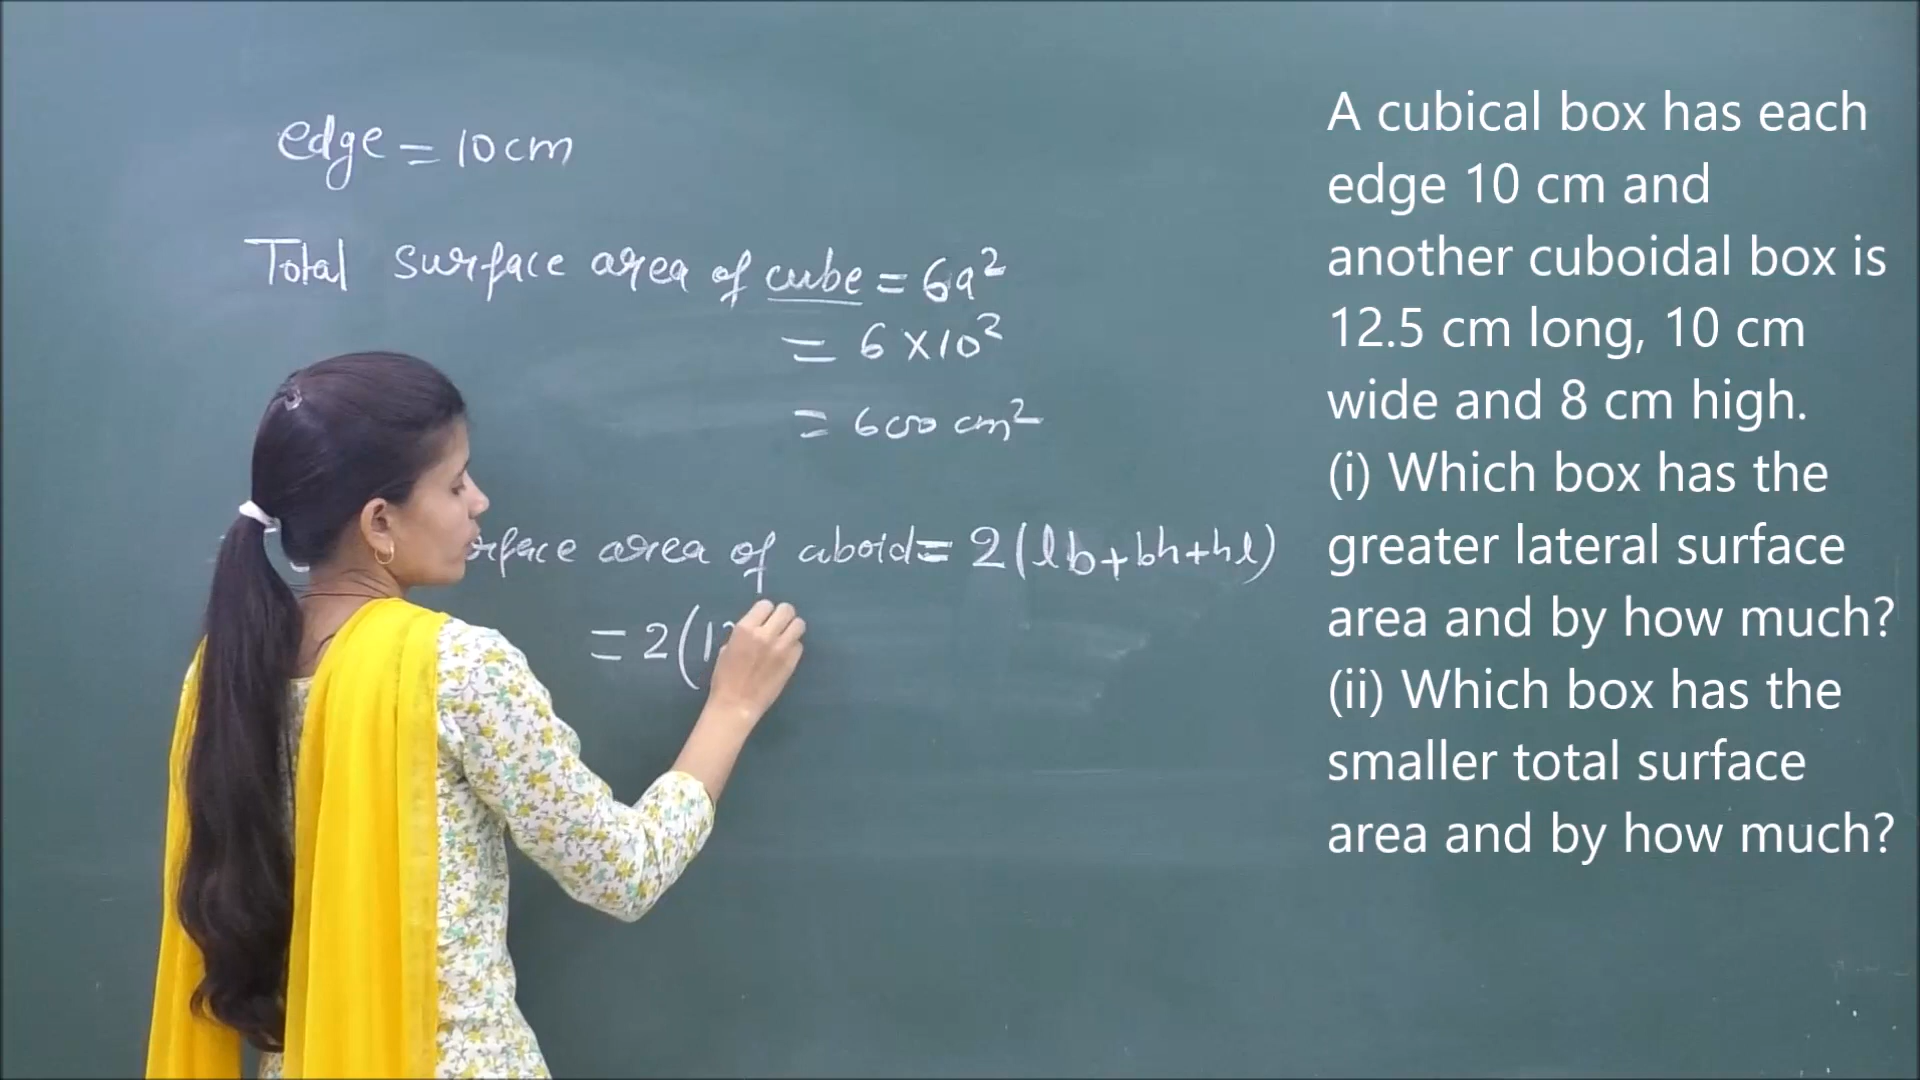 edge = 10 cm
Total surface area of cube = 6a²
= 6 × 10²
= 600 cm²
area of cuboid = 2(lb+bh+hl)
= 2(1
A cubical box has each
edge 10 cm and
another cuboidal box is
12.5 cm long, 10 cm
wide and 8 cm high.
(i) Which box has the
greater lateral surface
area and by how much?
(ii) Which box has the
smaller total surface
area and by how much?